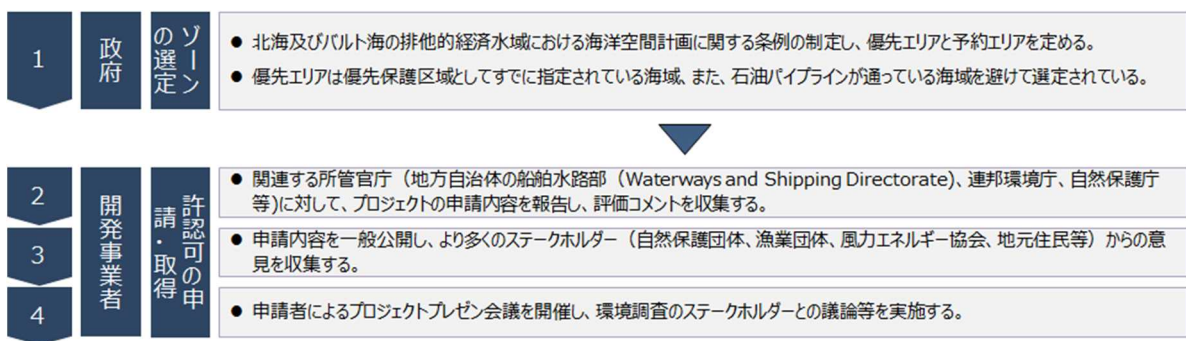 1
政府
ゾーン
の選定
● 北海及びバルト海の排他的経済水域における海洋空間計画に関する条例の制定し、優先エリアと予約エリアを定める。
● 優先エリアは優先保護区域としてすでに指定されている海域、また、石油パイプラインが通っている海域を避けて選定されている。
2
3
4
開発事業者
許認可の申
請・取得
● 関連する所管官庁（地方自治体の船舶水路部（Waterways and Shipping Directorate)、連邦環境庁、自然保護庁
等)に対して、プロジェクトの申請内容を報告し、評価コメントを収集する。
● 申請内容を一般公開し、より多くのステークホルダー（自然保護団体、漁業団体、風力エネルギー協会、地元住民等）からの意
見を収集する。
● 申請者によるプロジェクトプレゼン会議を開催し、環境調査のステークホルダーとの議論等を実施する。